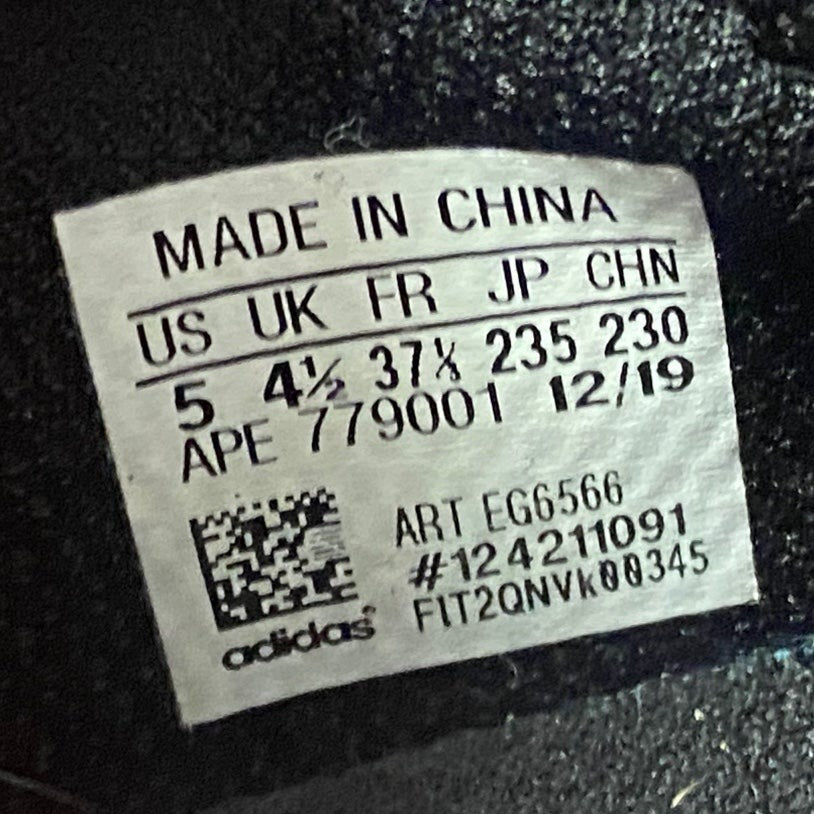 MADE IN CHINA
US UK FR JP CHN
5 4½ 37⅓ 235 230
APE 779001 12/19
ART EG6566
#124211091
F1T2QNVk00345
adidas